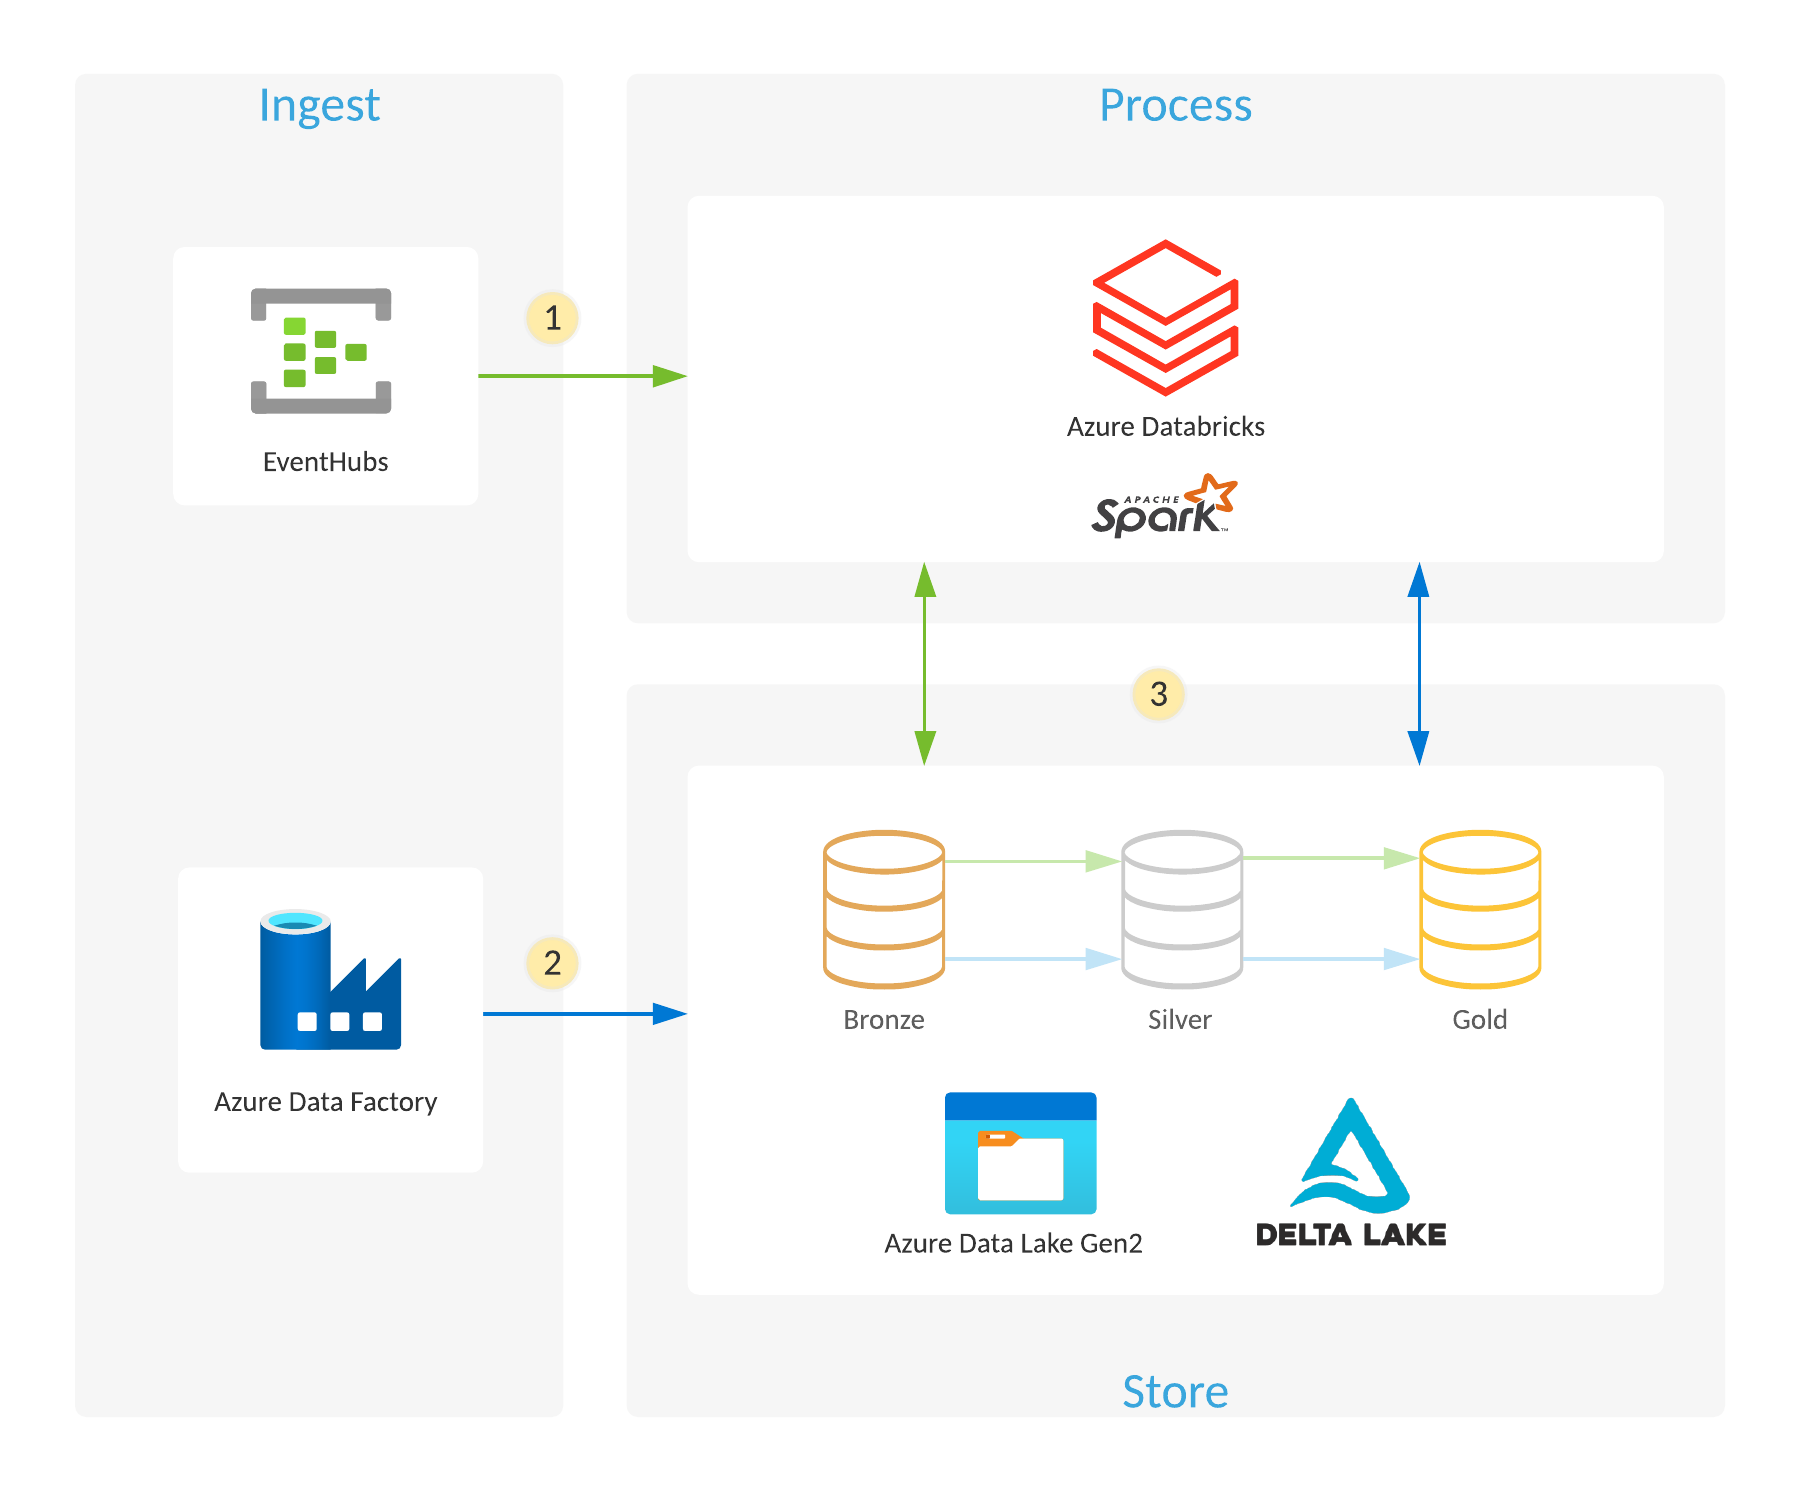 Ingest
Process
1
EventHubs
Azure Databricks
APACHE
Spark™
3
2
Azure Data Factory
Bronze
Silver
Gold
Azure Data Lake Gen2
DELTA LAKE
Store